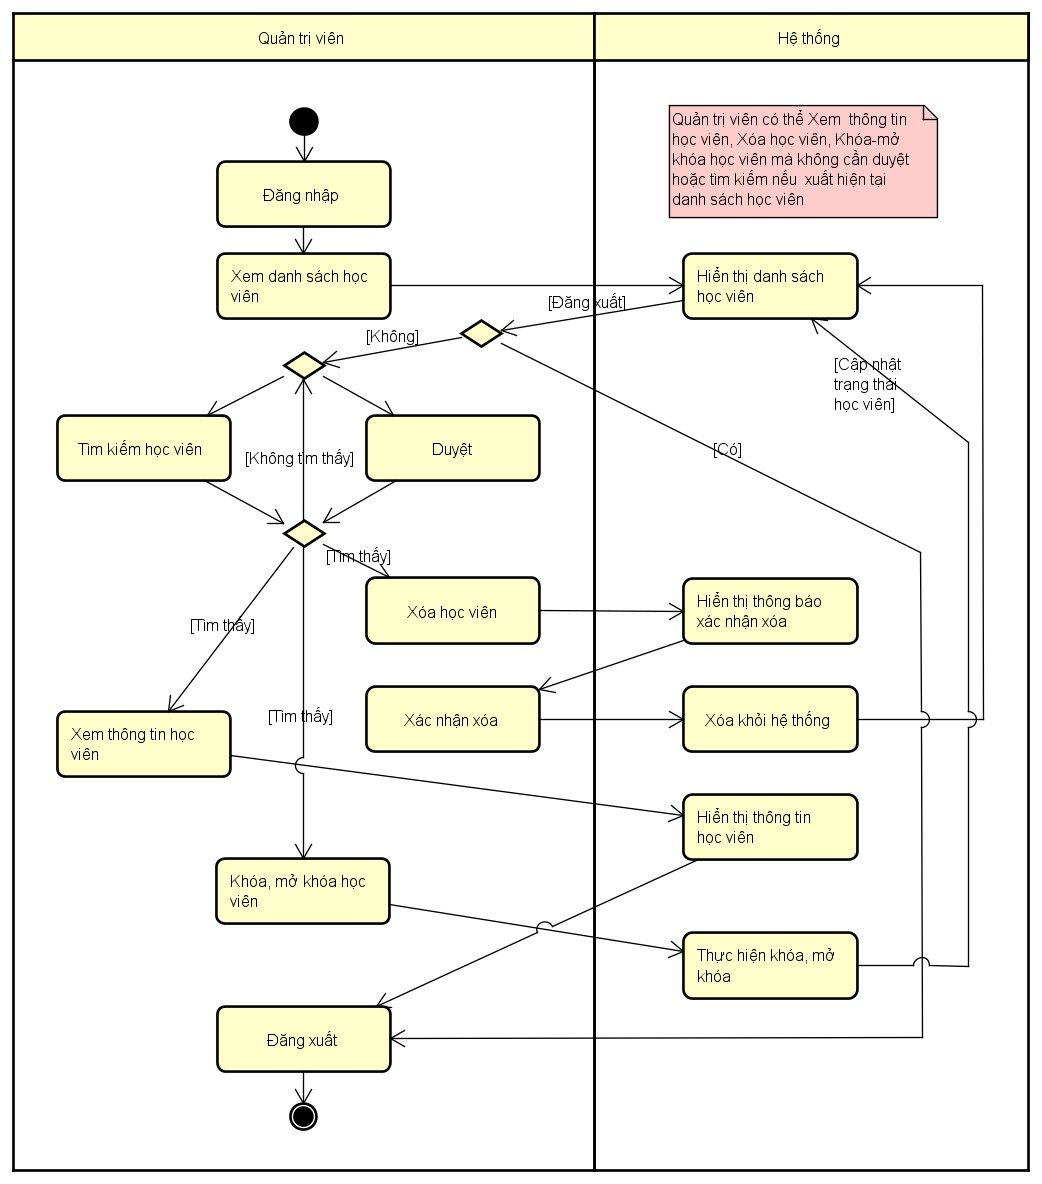 Quản trị viên
Hệ thống
Quản trị viên có thể Xem thông tin
học viên, Xóa học viên, Khóa-mở
khóa học viên mà không cần duyệt
hoặc tìm kiếm nếu xuất hiện tại
danh sách học viên
Đăng nhập
Xem danh sách học
viên
Hiển thị danh sách
học viên
[Đăng xuất]
[Không]
[Cập nhật
trạng thái
học viên]
Tìm kiếm học viên
[Không tìm thấy]
Duyệt
[Có]
[Tìm thấy]
Xóa học viên
Hiển thị thông báo
xác nhận xóa
[Tìm thấy]
[Tìm thấy]
Xác nhận xóa
Xóa khỏi hệ thống
Xem thông tin học
viên
Hiển thị thông tin
học viên
Khóa, mở khóa học
viên
Thực hiện khóa, mở
khóa
Đăng xuất